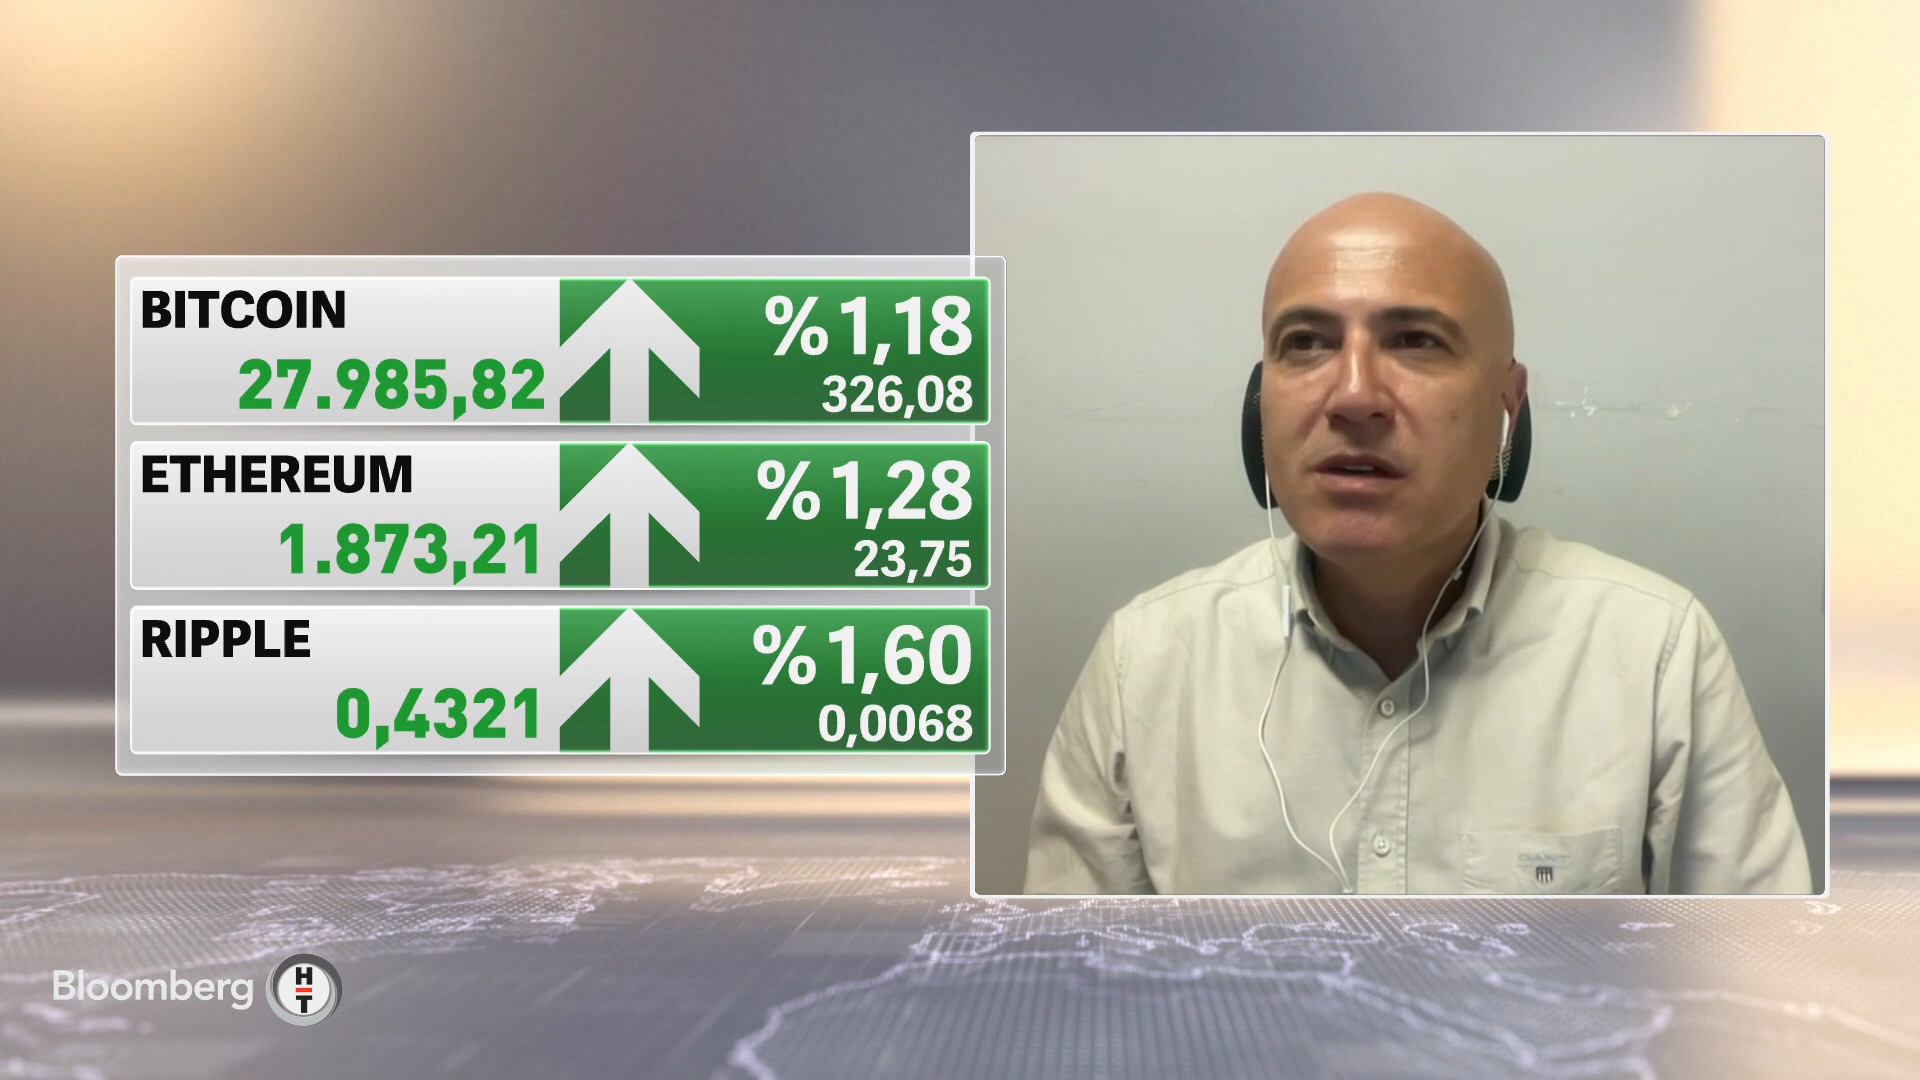 BITCOIN
27.985,82
%1,18
326,08
ETHEREUM
1.873,21
%1,28
23,75
RIPPLE
0,4321
%1,60
0,0068
GANT
Bloomberg HT